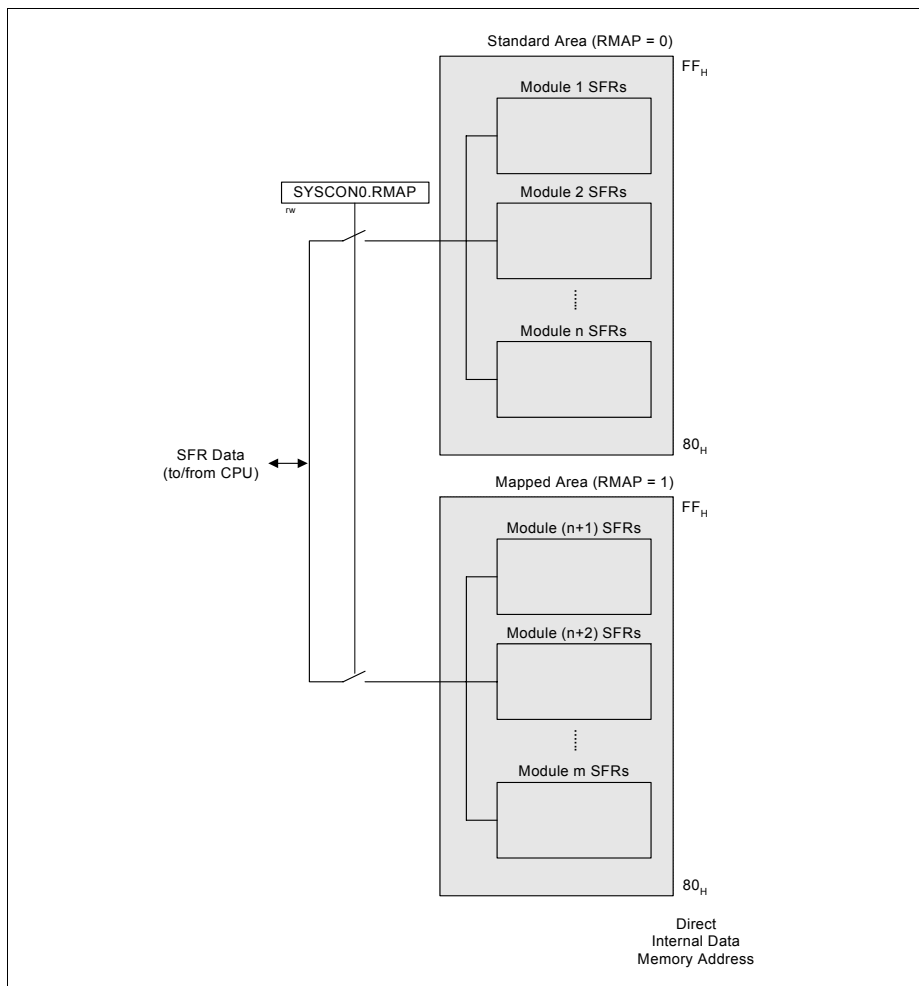 Standard Area (RMAP = 0)
FFH
Module 1 SFRs
SYSCON0.RMAP
rw
Module 2 SFRs
Module n SFRs
80H
SFR Data
(to/from CPU)
Mapped Area (RMAP = 1)
FFH
Module (n+1) SFRs
Module (n+2) SFRs
Module m SFRs
80H
Direct
Internal Data
Memory Address